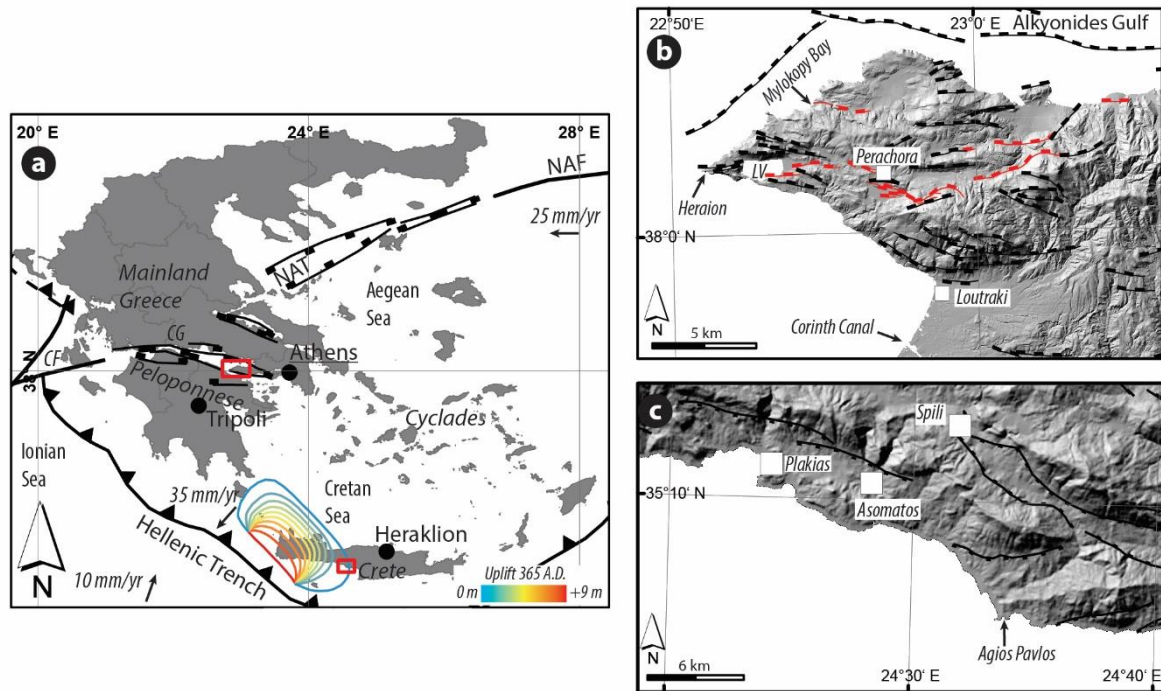 a
20° E
24° E
28° E
NAF
25 mm/yr
NAT
Mainland
Greece
Aegean
Sea
CG
CF
Athens
38 N
Peloponnese
Tripoli
Cyclades
Ionian
Sea
35 mm/yr
Cretan
Sea
Heraklion
Hellenic Trench
Crete
N
10 mm/yr
Uplift 365 A.D.
0 m
+9 m
b
22° 50'
23° 0' E
Alkyonides Gulf
Mylokopy Bay
Perachora
LV
Heraion
38° 0' N
Loutraki
Corinth Canal
N
5 km
c
Spili
Plakias
35° 10' N
Asomatos
N
6 km
24° 30'
Agios Pavlos
24° 40'